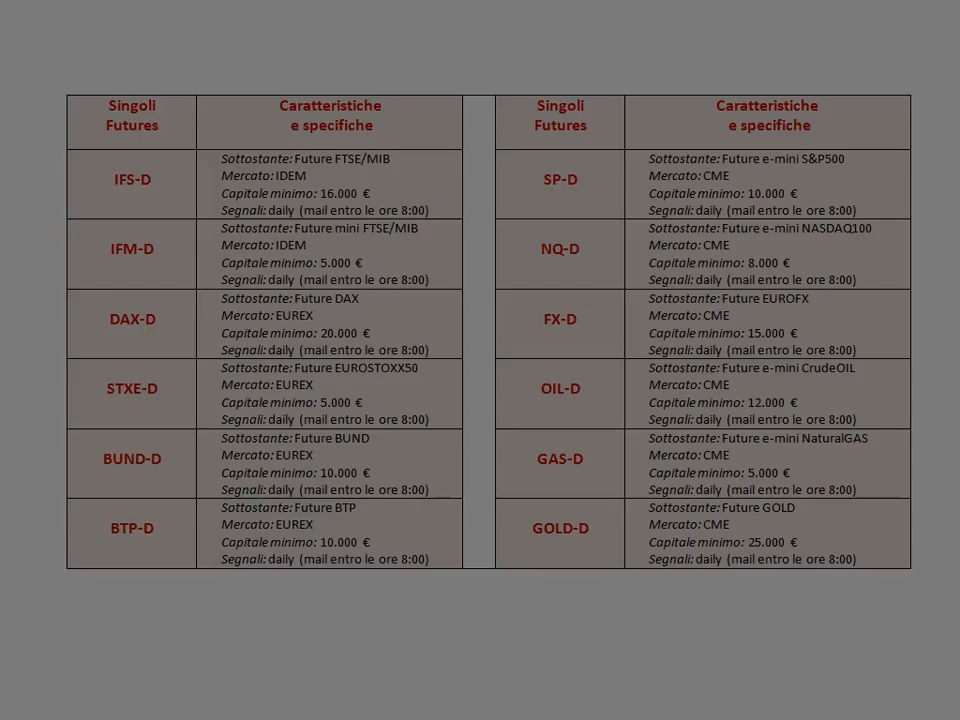 Singoli
Futures
Caratteristiche
e specifiche
IFS-D
Sottostante: Future FTSE/MIB
Mercato: IDEM
Capitale minimo: 16.000 €
Segnali: daily (mail entro le ore 8:00)
IFM-D
Sottostante: Future mini FTSE/MIB
Mercato: IDEM
Capitale minimo: 5.000 €
Segnali: daily (mail entro le ore 8:00)
DAX-D
Sottostante: Future DAX
Mercato: EUREX
Capitale minimo: 20.000 €
Segnali: daily (mail entro le ore 8:00)
STXE-D
Sottostante: Future EUROSTOXX50
Mercato: EUREX
Capitale minimo: 5.000 €
Segnali: daily (mail entro le ore 8:00)
BUND-D
Sottostante: Future BUND
Mercato: EUREX
Capitale minimo: 10.000 €
Segnali: daily (mail entro le ore 8:00)
BTP-D
Sottostante: Future BTP
Mercato: EUREX
Capitale minimo: 10.000 €
Segnali: daily (mail entro le ore 8:00)
Singoli
Futures
Caratteristiche
e specifiche
SP-D
Sottostante: Future e-mini S&P500
Mercato: CME
Capitale minimo: 10.000 €
Segnali: daily (mail entro le ore 8:00)
NQ-D
Sottostante: Future e-mini NASDAQ100
Mercato: CME
Capitale minimo: 8.000 €
Segnali: daily (mail entro le ore 8:00)
FX-D
Sottostante: Future EUROFX
Mercato: CME
Capitale minimo: 15.000 €
Segnali: daily (mail entro le ore 8:00)
OIL-D
Sottostante: Future e-mini CrudeOIL
Mercato: CME
Capitale minimo: 12.000 €
Segnali: daily (mail entro le ore 8:00)
GAS-D
Sottostante: Future e-mini NaturalGAS
Mercato: CME
Capitale minimo: 5.000 €
Segnali: daily (mail entro le ore 8:00)
GOLD-D
Sottostante: Future GOLD
Mercato: CME
Capitale minimo: 25.000 €
Segnali: daily (mail entro le ore 8:00)